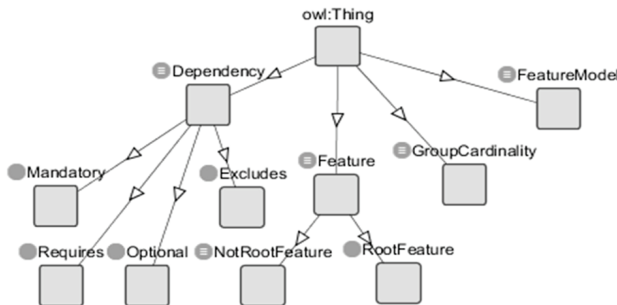 owl:Thing
Dependency
FeatureModel
Mandatory
Excludes
Feature
GroupCardinality
Requires
Optional
NotRootFeature
RootFeature